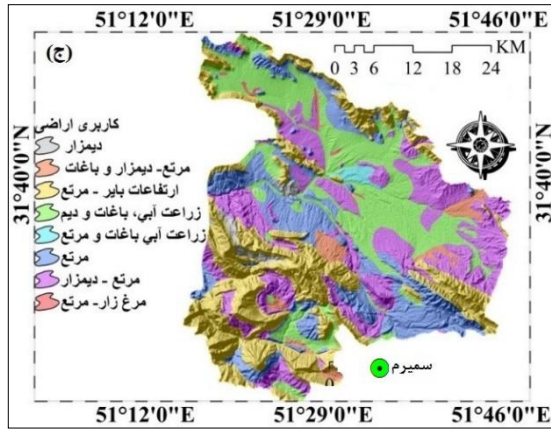 51°12'0"E 51°29'0"E 51°46'0"E
(ج)
KM
0 3 6 12 18 24
31°40'0"N
31°40'0"N
کاربری اراضی
دیمزار
مرتع- دیمزار و باغات
ارتفاعات بایر - مرتع
زراعت آبي، باغات و دیم
زراعت آبي باغات و مرتع
مرتع
مرتع - دیمزار
مرغ زار- مرتع
سمیرم
51°12'0"E 51°29'0"E 51°46'0"E